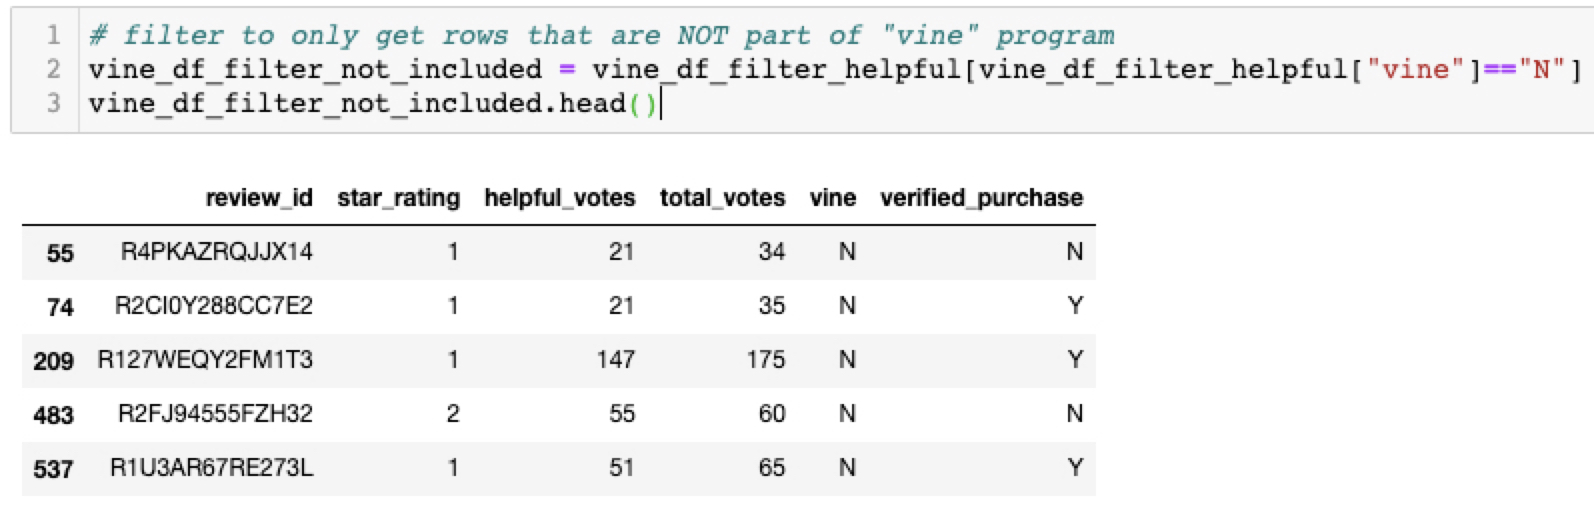 1 # filter to only get rows that are NOT part of "vine" program
2 vine_df_filter_not_included = vine_df_filter_helpful[vine_df_filter_helpful["vine"]=="N"]
3 vine_df_filter_not_included.head()
review_id star_rating helpful_votes total_votes vine verified_purchase
55 R4PKAZRQJJX14 1 21 34 N N
74 R2CI0Y288CC7E2 1 21 35 N Y
209 R127WEQY2FM1T3 1 147 175 N Y
483 R2FJ94555FZH32 2 55 60 N N
537 R1U3AR67RE273L 1 51 65 N Y